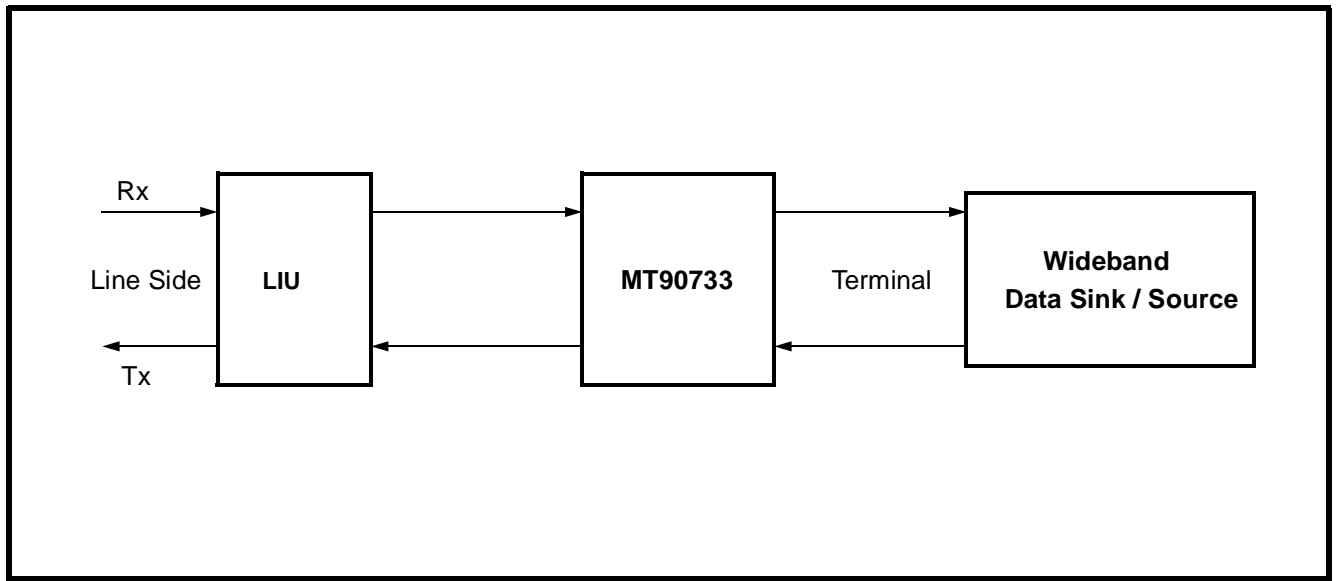 Rx
Line Side
LIU
MT90733
Terminal
Wideband
Data Sink / Source
Tx